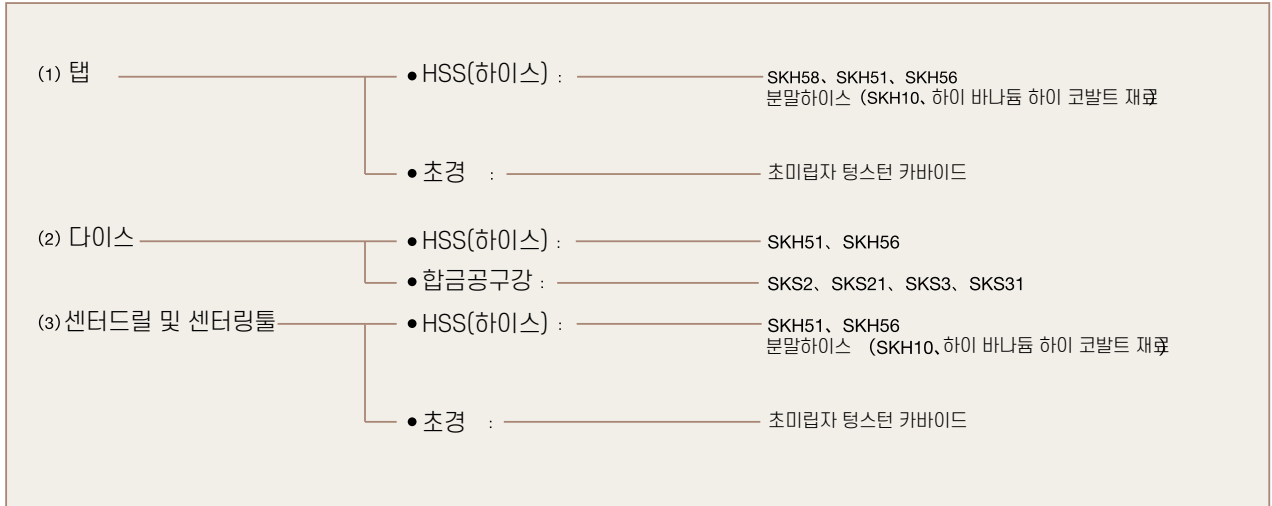 (1) 탭 ●HSS(하이스) : SKH58、SKH51、SKH56
분말하이스 (SKH10、하이 바나듐 하이 코발트 재료)
●초경 : 초미립자 텅스턴 카바이드
(2) 다이스 ●HSS(하이스) : SKH51、SKH56
●합금공구강 : SKS2、SKS21、SKS3、SKS31
(3) 센터드릴 및 센터링툴 ●HSS(하이스) : SKH51、SKH56
분말하이스 (SKH10、하이 바나듐 하이 코발트 재료)
●초경 : 초미립자 텅스턴 카바이드